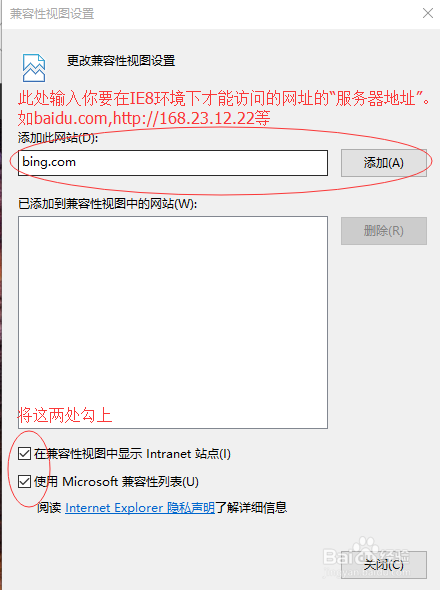 兼容性视图设置
更改兼容性视图设置
此处输入你要在IE8环境下才能访问的网址的“服务器地址”。
如baidu.com,http://168.23.12.22等
添加此网站(D):
bing.com
添加(A)
已添加到兼容性视图中的网站(W):
删除(R)
将这两处勾上
在兼容性视图中显示 Intranet 站点(I)
使用 Microsoft 兼容性列表(U)
阅读 Internet Explorer 隐私声明了解详细信息
Baidu经验
关闭(C)